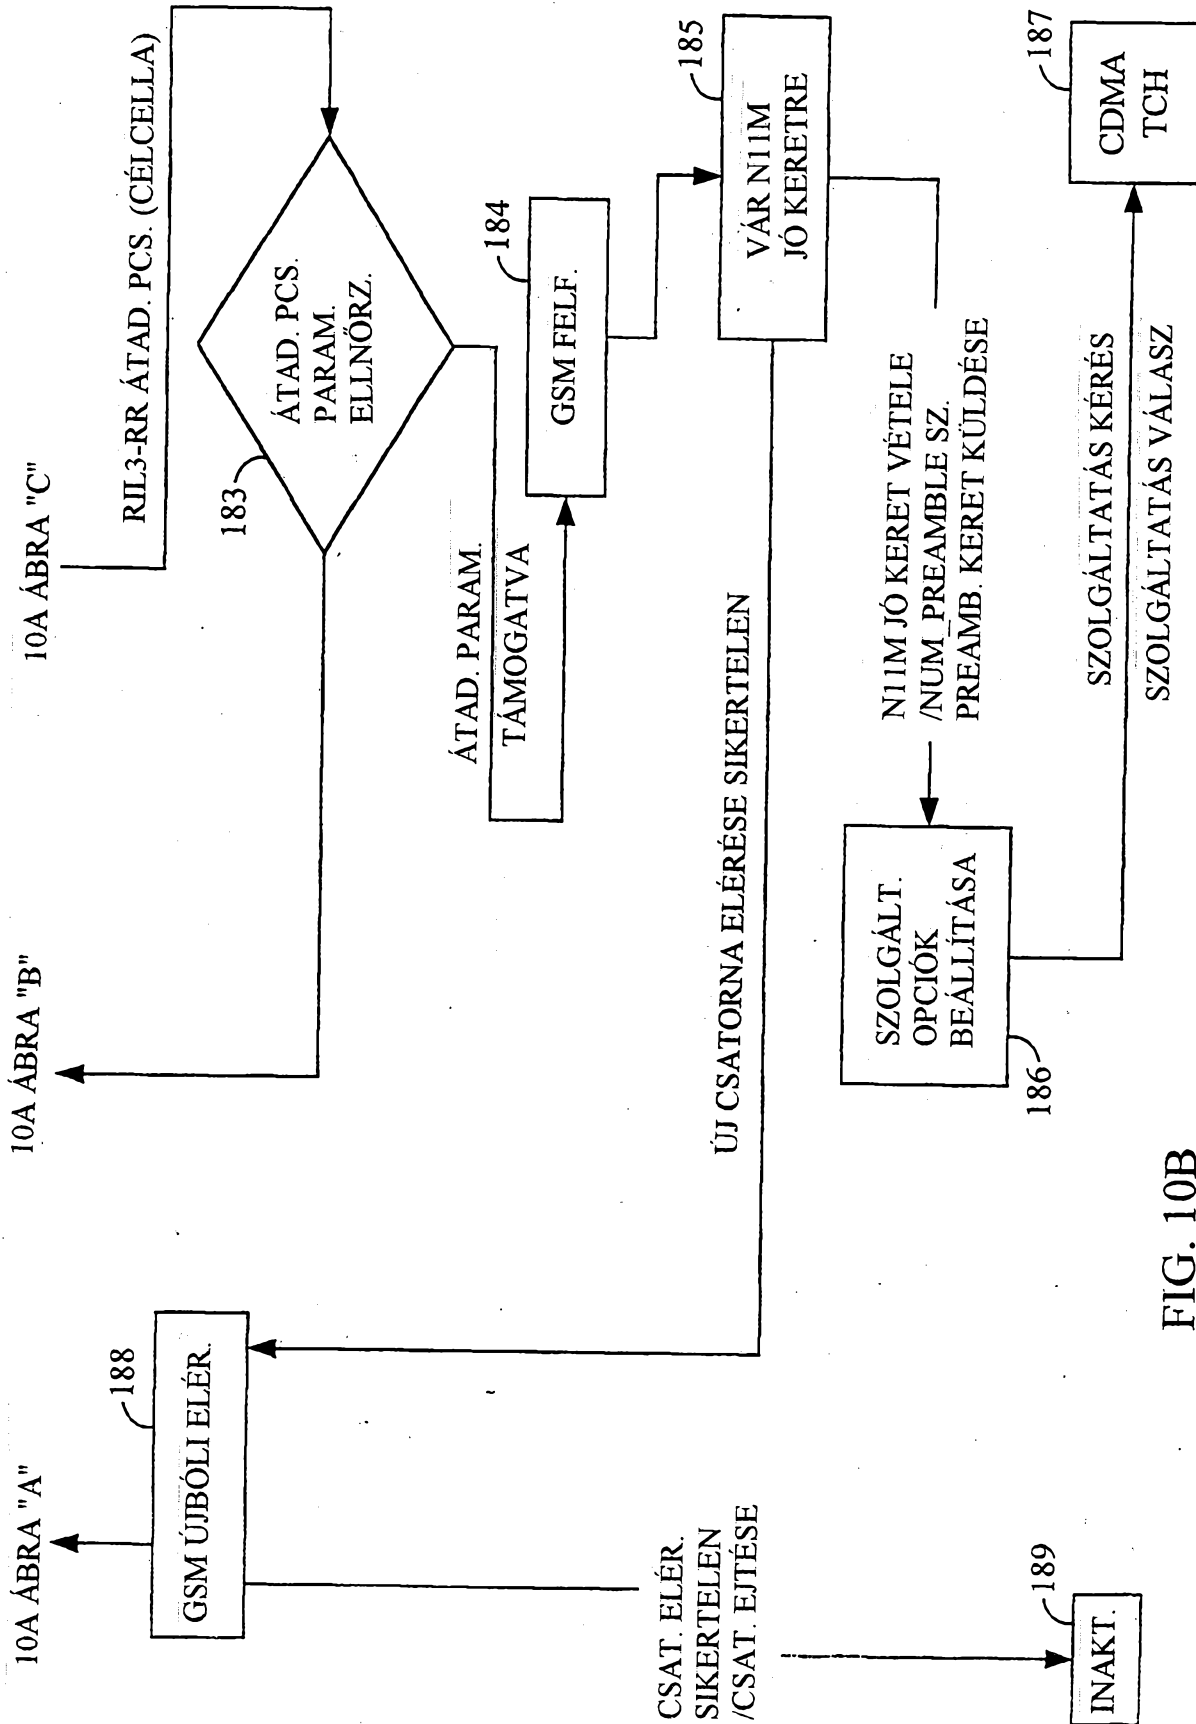 10A ÁBRA "A"
10A ÁBRA "B"
10A ÁBRA "C"
RIL3-RR ÁTAD. PCS. (CÉLCELLA)
188
GSM ÚJBÓLI ELÉR.
183
ÁTAD. PCS.
PARAM.
ELLNŐRZ.
ÁTAD. PARAM.
TÁMOGATVA
184
GSM FELF.
185
VÁR N11M
JÓ KERETRE
ÚJ CSATORNA ELÉRÉSE SIKERTELEN
CSAT. ELÉR.
SIKERTELEN
/CSAT. EJTÉSE
N11M JÓ KERET VÉTELE
/NUM_PREAMBLE SZ.
PREAMB. KERET KÜLDÉSE
SZOLGÁLT.
OPCIÓK
BEÁLLÍTÁSA
186
SZOLGÁLTATÁS KÉRÉS
SZOLGÁLTATÁS VÁLASZ
187
CDMA
TCH
189
INAKT.
FIG. 10B